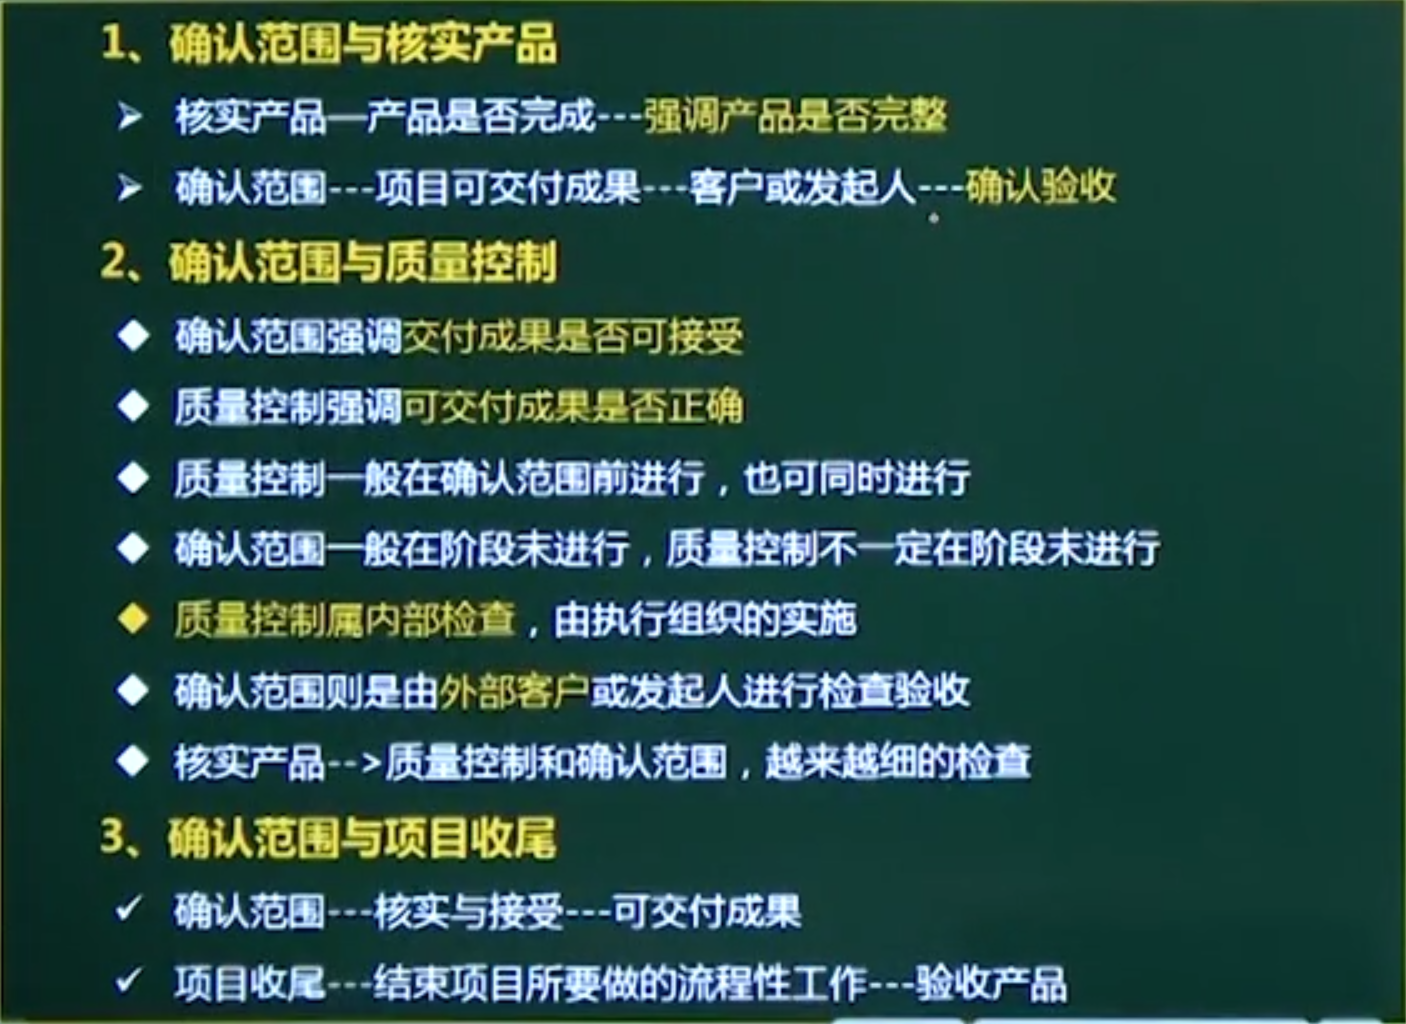 1、确认范围与核实产品
➢ 核实产品—产品是否完成---强调产品是否完整
➢ 确认范围---项目可交付成果---客户或发起人---确认验收
2、确认范围与质量控制
◆ 确认范围强调交付成果是否可接受
◆ 质量控制强调可交付成果是否正确
◆ 质量控制一般在确认范围前进行，也可同时进行
◆ 确认范围一般在阶段末进行，质量控制不一定在阶段末进行
◆ 质量控制属内部检查，由执行组织的实施
◆ 确认范围则是由外部客户或发起人进行检查验收
◆ 核实产品-->质量控制和确认范围，越来越细的检查
3、确认范围与项目收尾
✓ 确认范围---核实与接受---可交付成果
✓ 项目收尾---结束项目所要做的流程性工作---验收产品